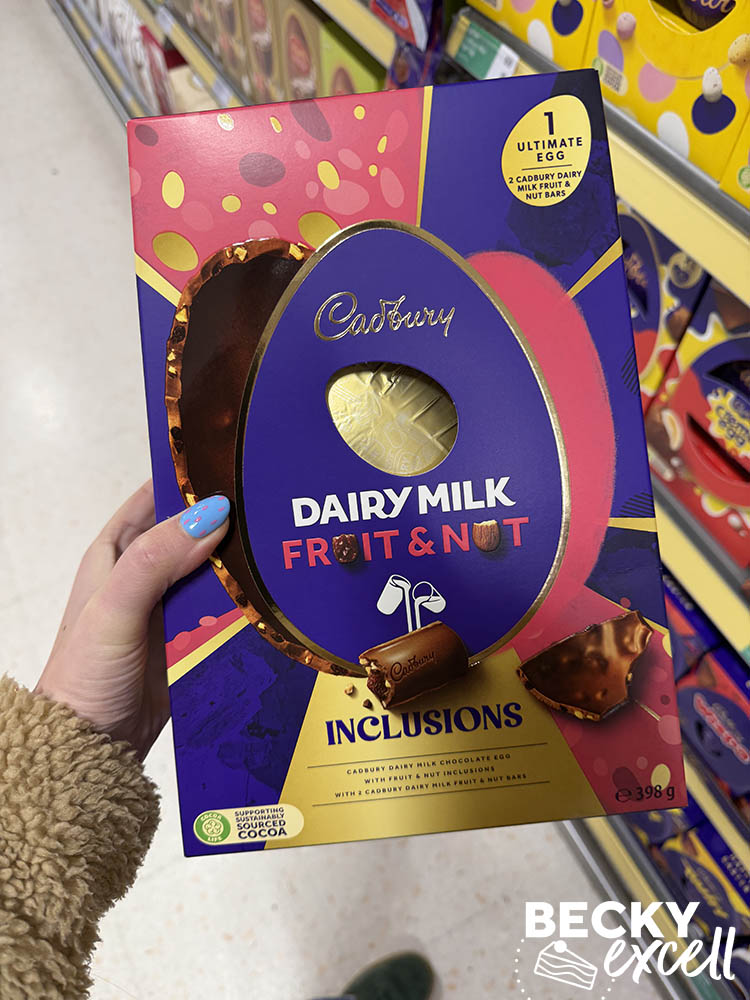 1
ULTIMATE
EGG
2 CADBURY DAIRY
MILK FRUIT &
NUT BARS
Cadbury
DAIRY MILK
FRUIT & NUT
Cadbury
INCLUSIONS
CADBURY DAIRY MILK CHOCOLATE EGG
WITH FRUIT & NUT INCLUSIONS
WITH 2 CADBURY DAIRY MILK FRUIT & NUT BARS
℮ 398 g
COCOA
LIFE
SUPPORTING
SUSTAINABLY
SOURCED
COCOA
BECKY
excell